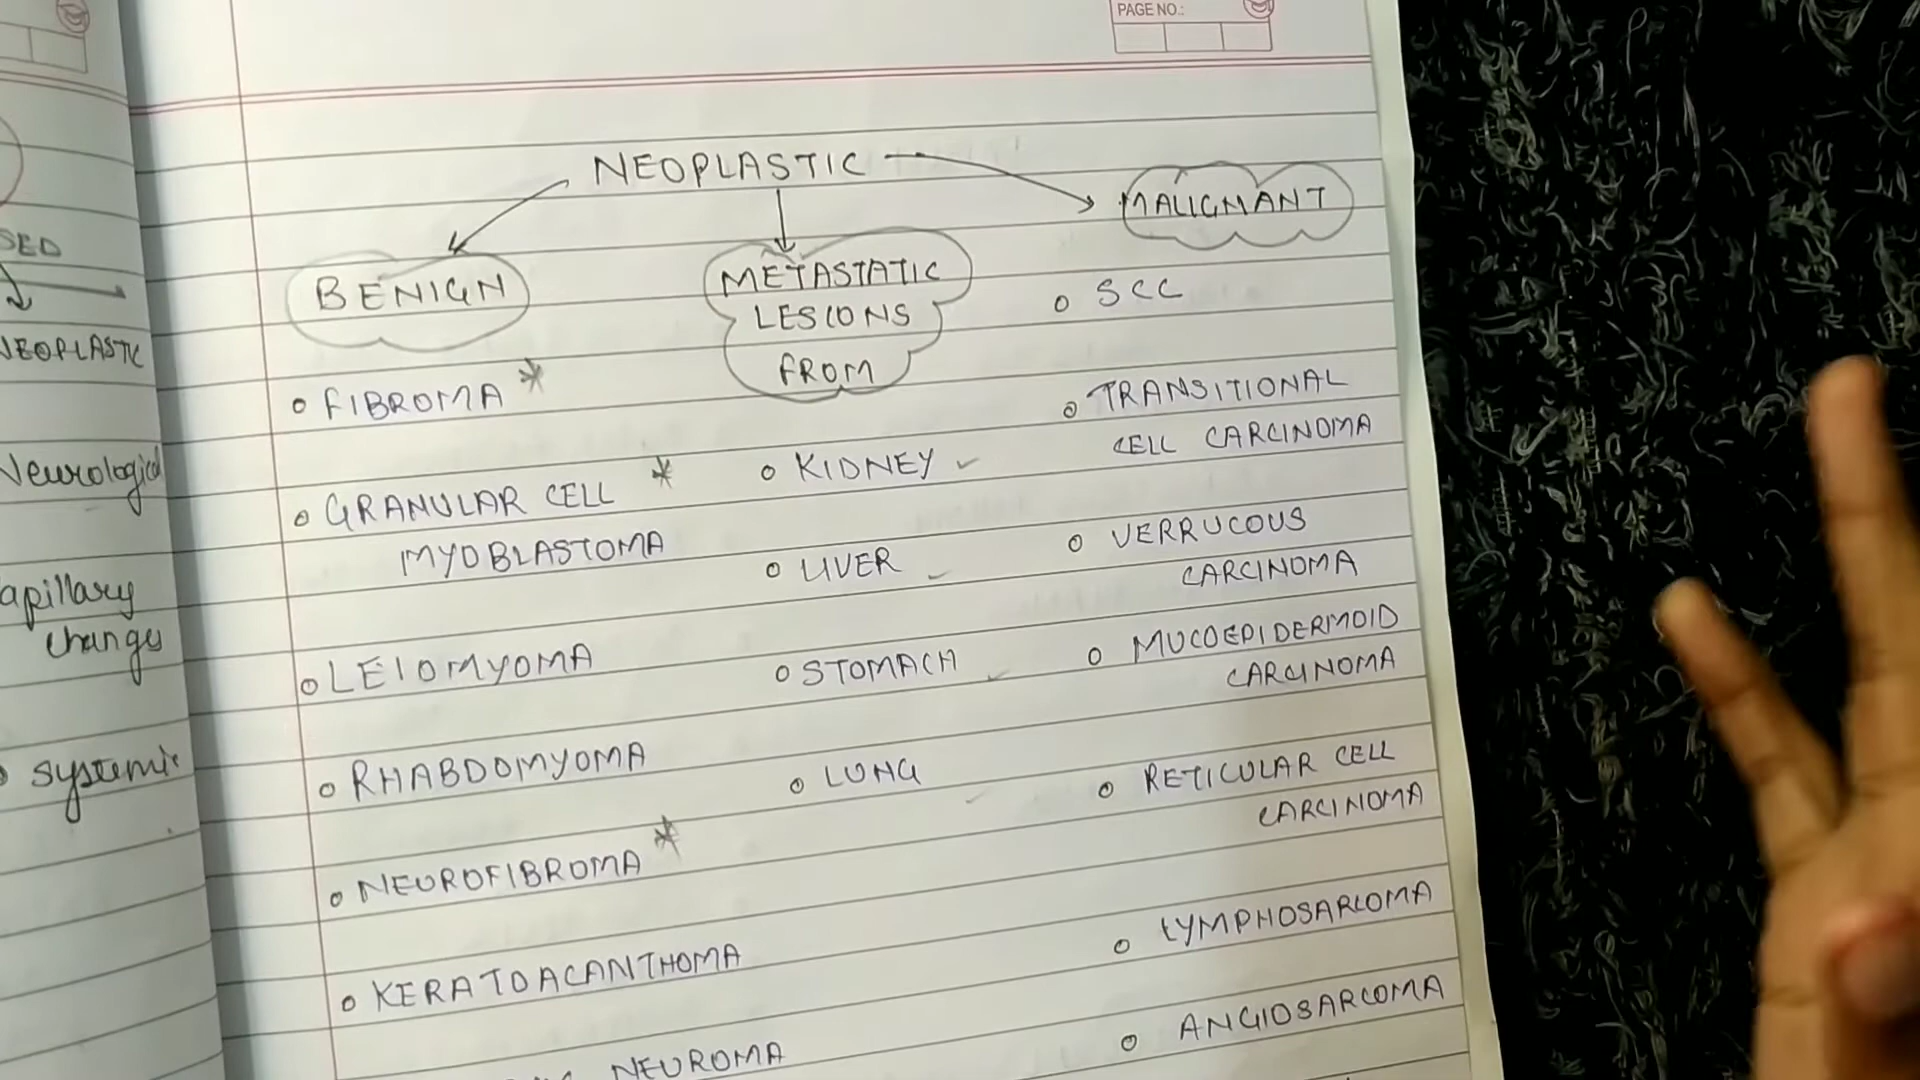 PAGE NO.:
NEOPLASTIC
BENIGN
FIBROMA *
GRANULAR CELL *
MYOBLASTOMA
LEIOMYOMA
RHABDOMYOMA
NEUROFIBROMA *
KERATOACANTHOMA
NEUROMA
METASTATIC
LESIONS
FROM
KIDNEY ✓
LIVER ✓
STOMACH ✓
LUNG ✓
MALIGNANT
SCC
TRANSITIONAL
CELL CARCINOMA
VERRUCOUS
CARCINOMA
MUCOEPIDERMOID
CARCINOMA
RETICULAR CELL
CARCINOMA
LYMPHOSARCOMA
ANGIOSARCOMA
NEOPLASTIC
Neurological
changes
systemic